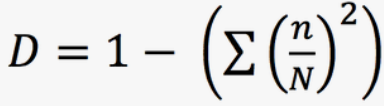 D = 1 − (∑(n/N)²)